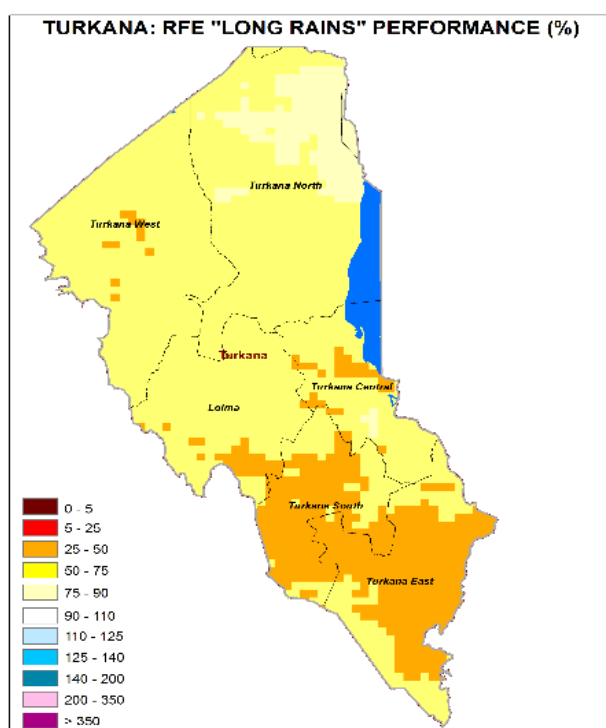 TURKANA: RFE "LONG RAINS" PERFORMANCE (%)
Turkana North
Turkana West
Turkana
Turkana Central
Loima
Turkana South
Turkana East
0 - 5
5 - 25
25 - 50
50 - 75
75 - 90
90 - 110
110 - 125
125 - 140
140 - 200
200 - 350
> 350